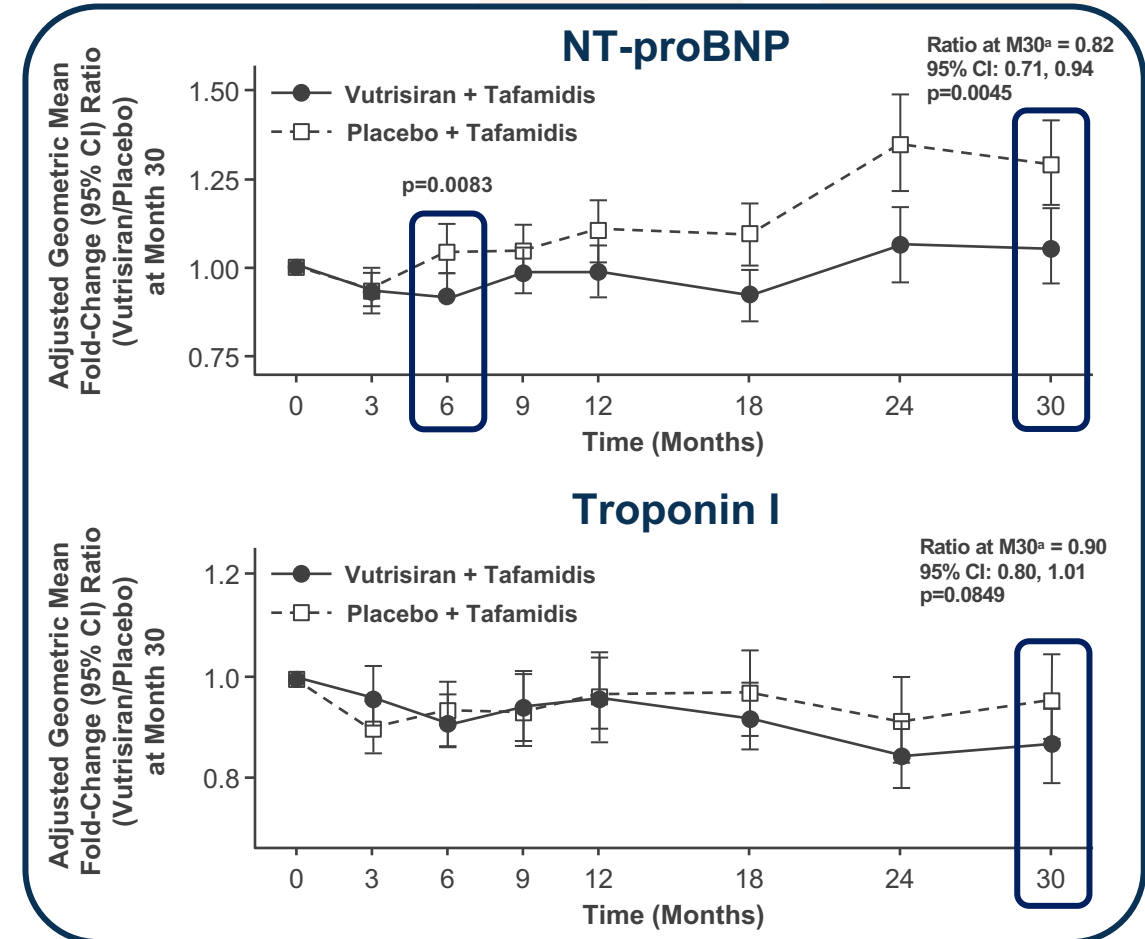 NT-proBNP
Ratio at M30ᵃ = 0.82
95% CI: 0.71, 0.94
p=0.0045
Adjusted Geometric Mean
Fold-Change (95% CI) Ratio
(Vutrisiran/Placebo)
at Month 30
Vutrisiran + Tafamidis
Placebo + Tafamidis
p=0.0083
1.50
1.25
1.00
0.75
0 3 6 9 12 18 24 30
Time (Months)
Troponin I
Ratio at M30ᵃ = 0.90
95% CI: 0.80, 1.01
p=0.0849
Adjusted Geometric Mean
Fold-Change (95% CI) Ratio
(Vutrisiran/Placebo)
at Month 30
Vutrisiran + Tafamidis
Placebo + Tafamidis
1.2
1.0
0.8
0 3 6 9 12 18 24 30
Time (Months)